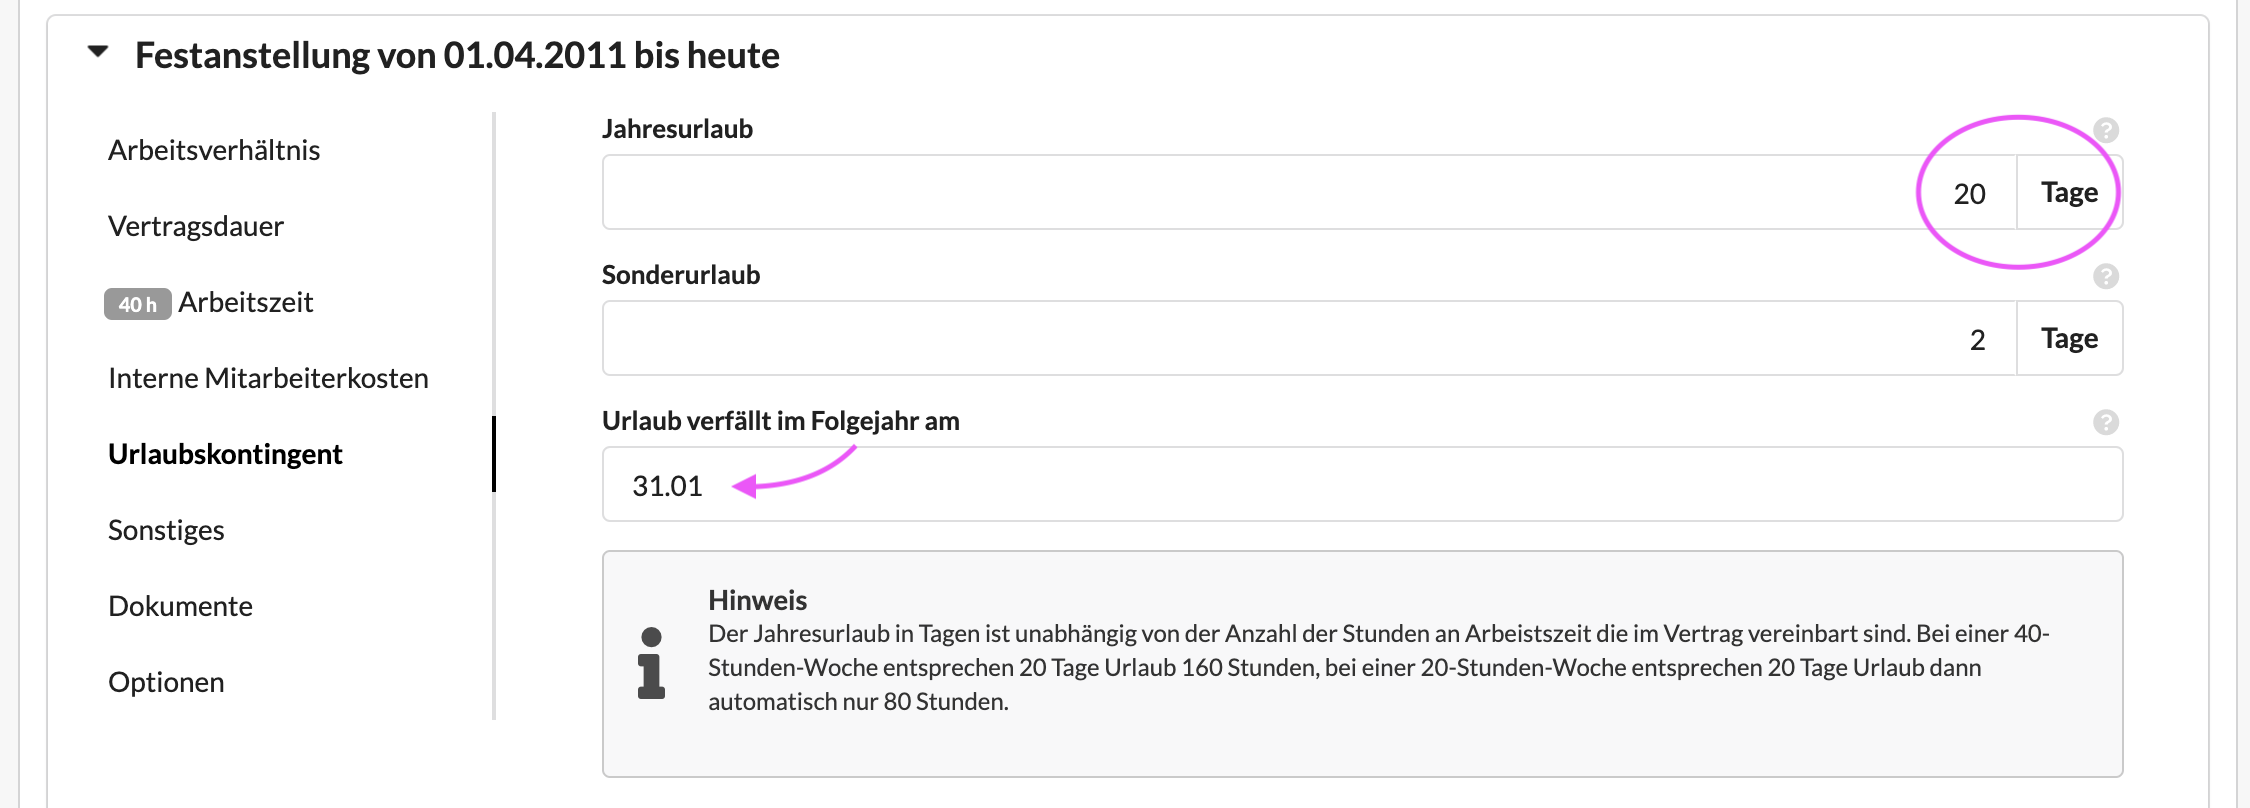 Festanstellung von 01.04.2011 bis heute
Arbeitsverhältnis
Vertragsdauer
40 h Arbeitszeit
Interne Mitarbeiterkosten
Urlaubskontingent
Sonstiges
Dokumente
Optionen
Jahresurlaub
?
20 Tage
Sonderurlaub
?
2 Tage
Urlaub verfällt im Folgejahr am
?
31.01
Hinweis
Der Jahresurlaub in Tagen ist unabhängig von der Anzahl der Stunden an Arbeistszeit die im Vertrag vereinbart sind. Bei einer 40-
Stunden-Woche entsprechen 20 Tage Urlaub 160 Stunden, bei einer 20-Stunden-Woche entsprechen 20 Tage Urlaub dann
automatisch nur 80 Stunden.